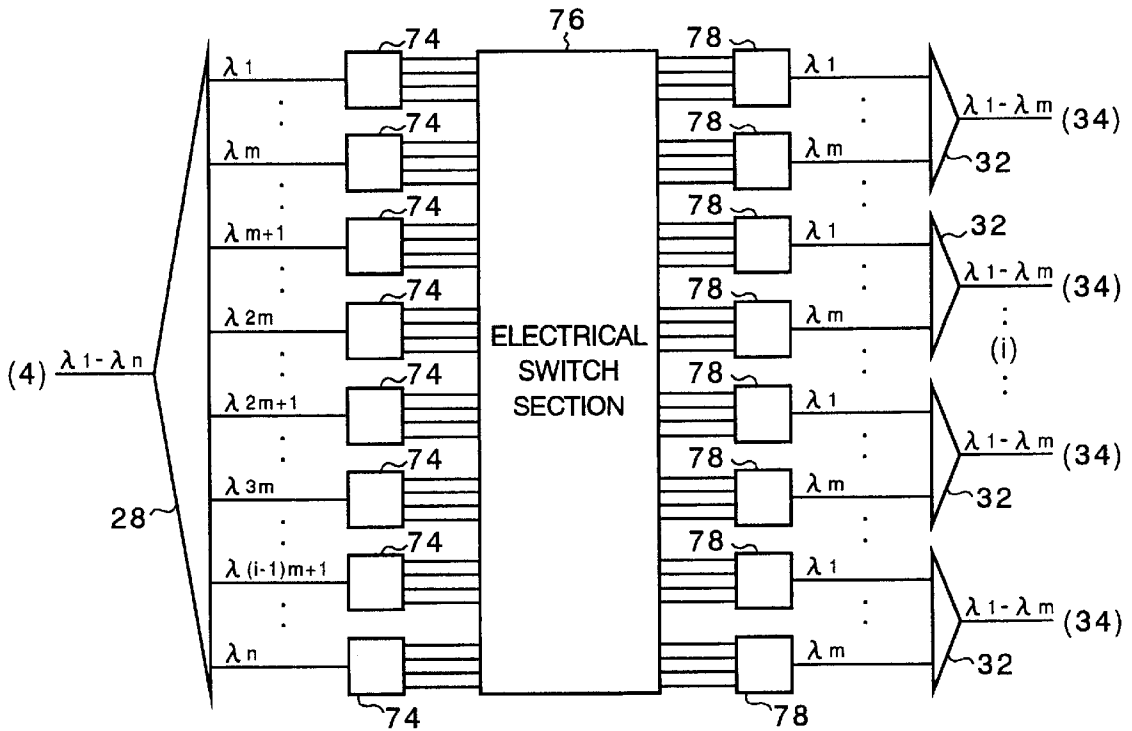 76
74
78
λ1
λ1
λ1-λm (34)
74
78
32
λm
λm
74
78
32
λm+1
λ1
λ1-λm (34)
74
78
λ2m
λm
(i)
ELECTRICAL
SWITCH
SECTION
(4) λ1-λn
74
78
λ2m+1
λ1
λ1-λm (34)
74
78
32
28
λ3m
λm
74
78
λ(i-1)m+1
λ1
λ1-λm (34)
32
λn
λm
74
78